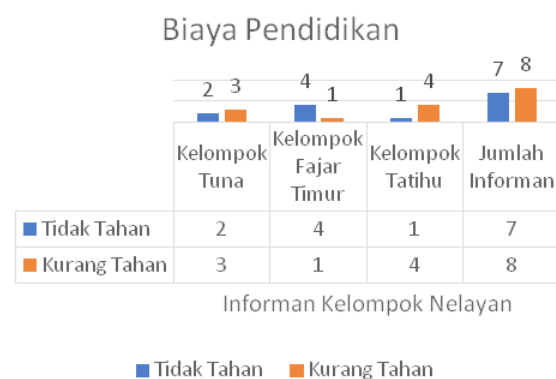 Biaya Pendidikan
2 3 4 1 1 4 7 8
Kelompok Tuna
Kelompok Fajar Timur
Kelompok Tatihu
Jumlah Informan
Tidak Tahan 2 4 1 7
Kurang Tahan 3 1 4 8
Informan Kelompok Nelayan
Tidak Tahan Kurang Tahan